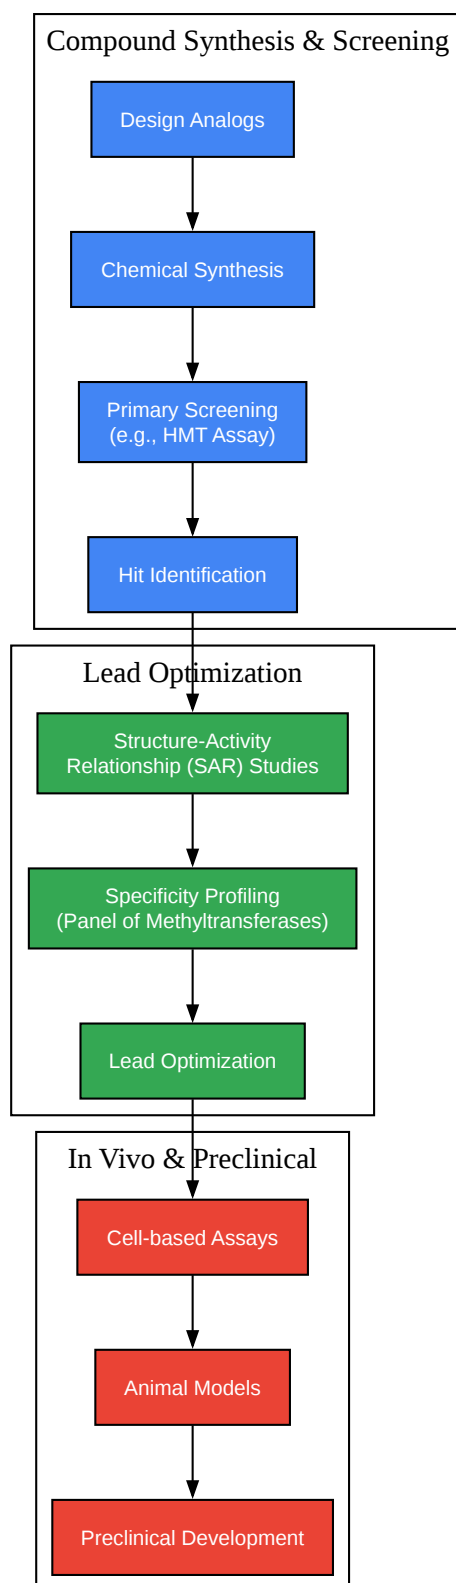 Compound Synthesis & Screening
Design Analogs
Chemical Synthesis
Primary Screening
(e.g., HMT Assay)
Hit Identification
Lead Optimization
Structure-Activity
Relationship (SAR) Studies
Specificity Profiling
(Panel of Methyltransferases)
Lead Optimization
In Vivo & Preclinical
Cell-based Assays
Animal Models
Preclinical Development